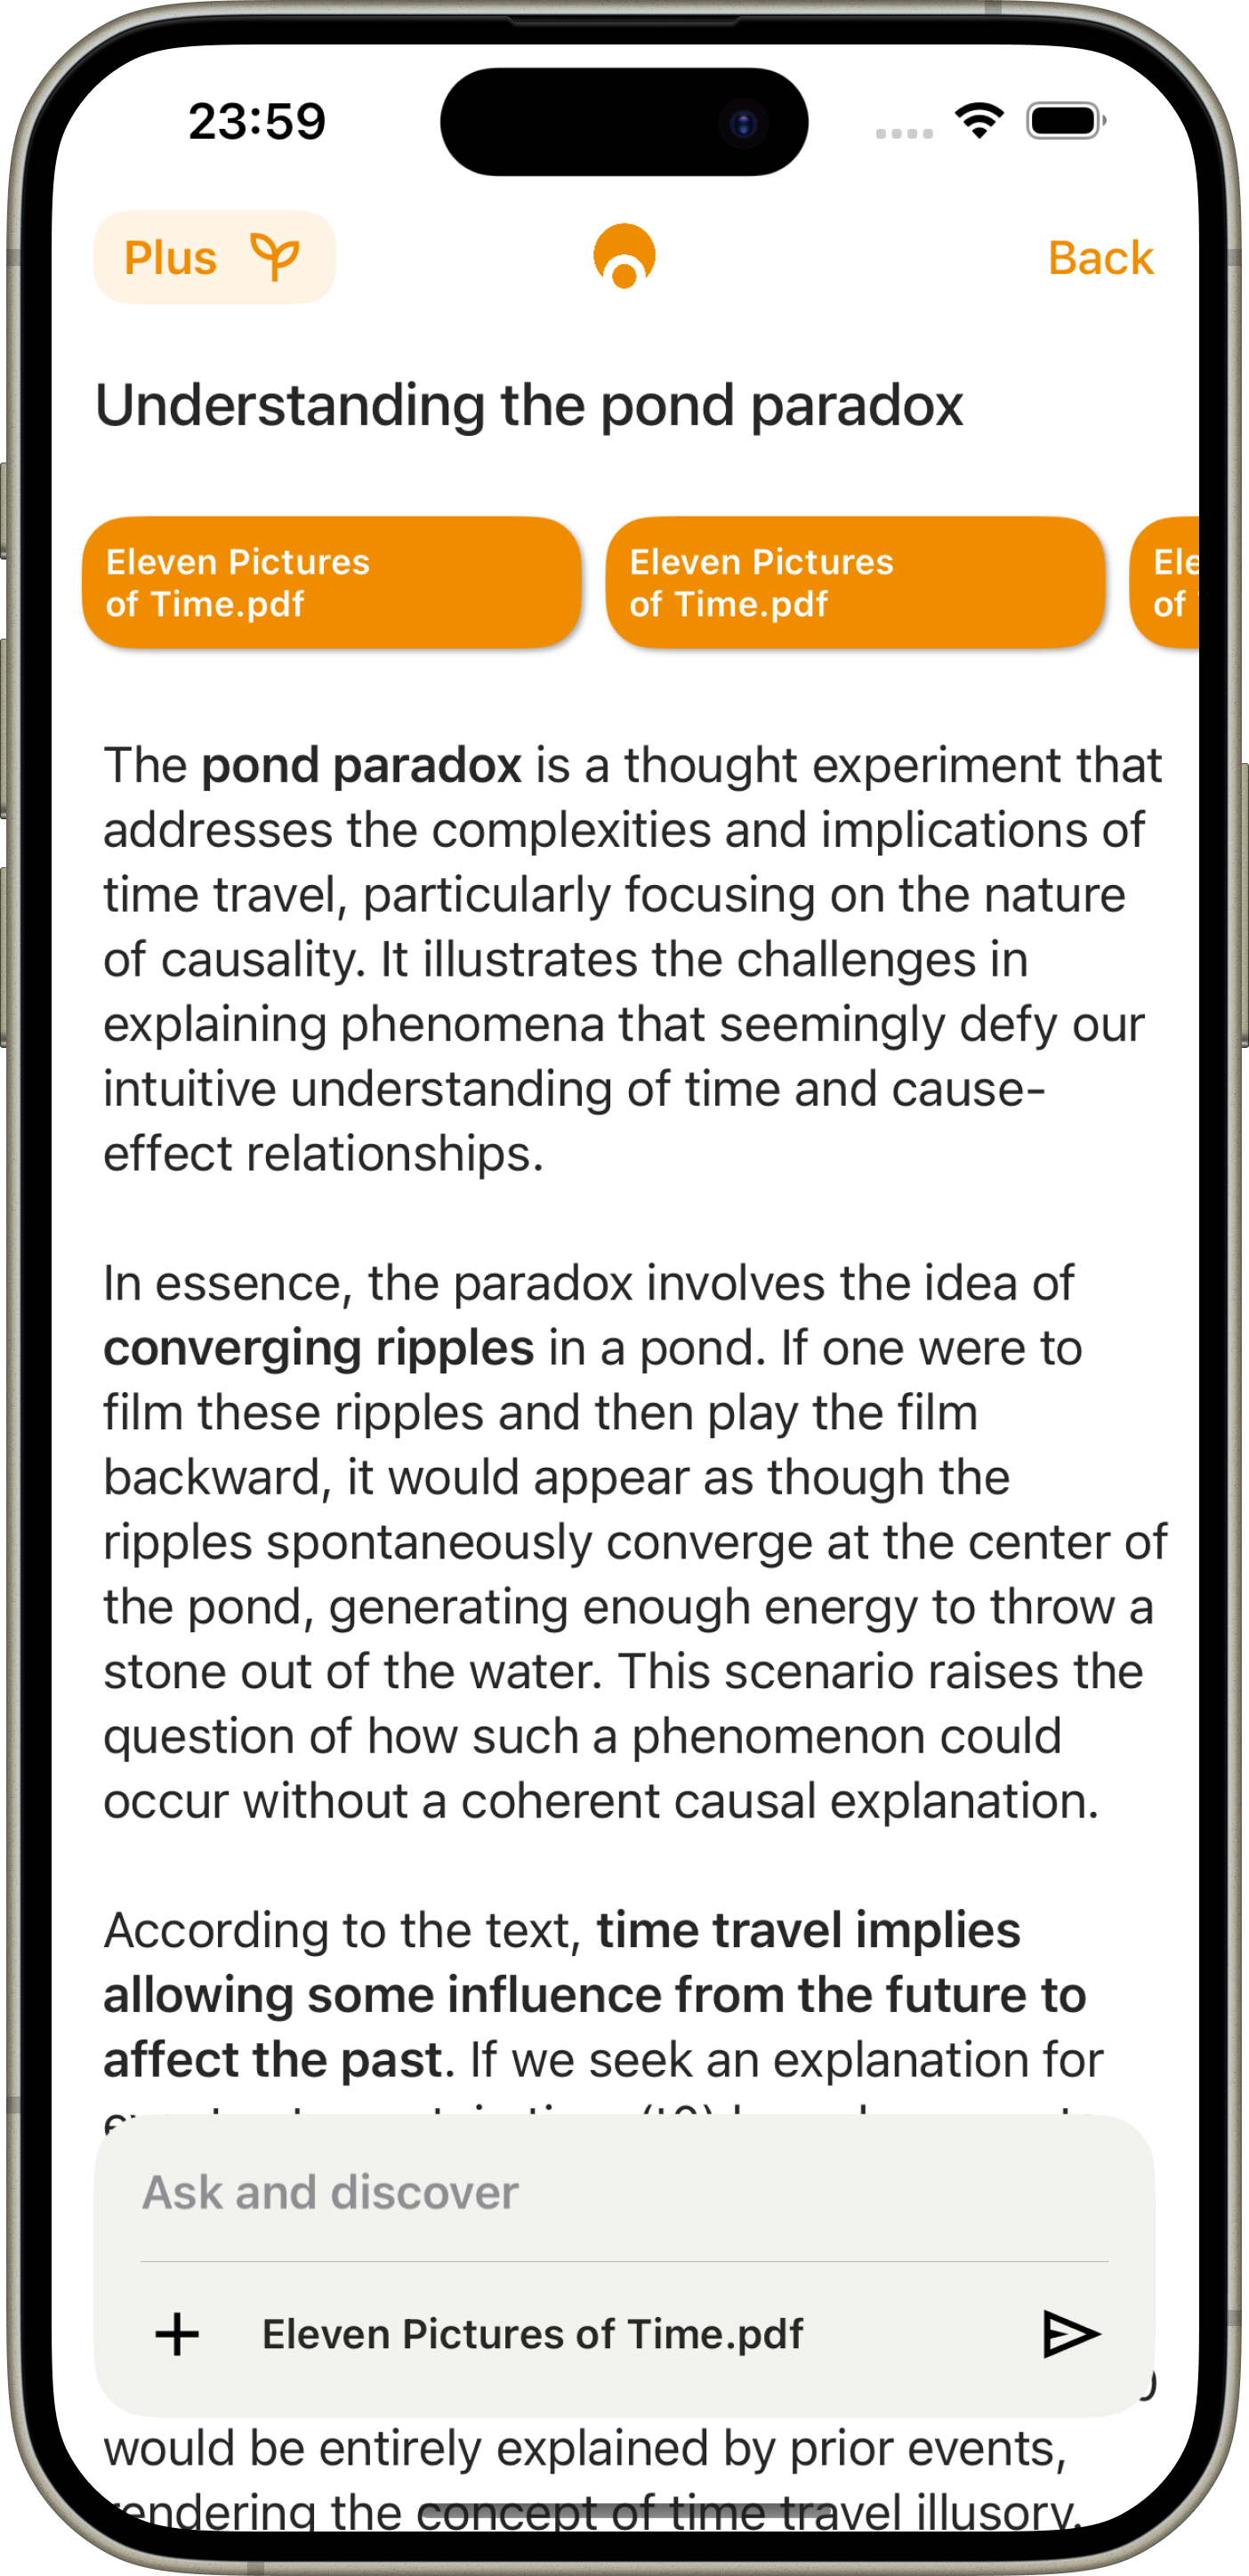 23:59
Plus
Back
Understanding the pond paradox
Eleven Pictures
of Time.pdf
Eleven Pictures
of Time.pdf
Ele
of
The pond paradox is a thought experiment that
addresses the complexities and implications of
time travel, particularly focusing on the nature
of causality. It illustrates the challenges in
explaining phenomena that seemingly defy our
intuitive understanding of time and cause-
effect relationships.
In essence, the paradox involves the idea of
converging ripples in a pond. If one were to
film these ripples and then play the film
backward, it would appear as though the
ripples spontaneously converge at the center of
the pond, generating enough energy to throw a
stone out of the water. This scenario raises the
question of how such a phenomenon could
occur without a coherent causal explanation.
According to the text, time travel implies
allowing some influence from the future to
affect the past. If we seek an explanation for
Ask and discover
Eleven Pictures of Time.pdf
would be entirely explained by prior events,
rendering the concept of time travel illusory.